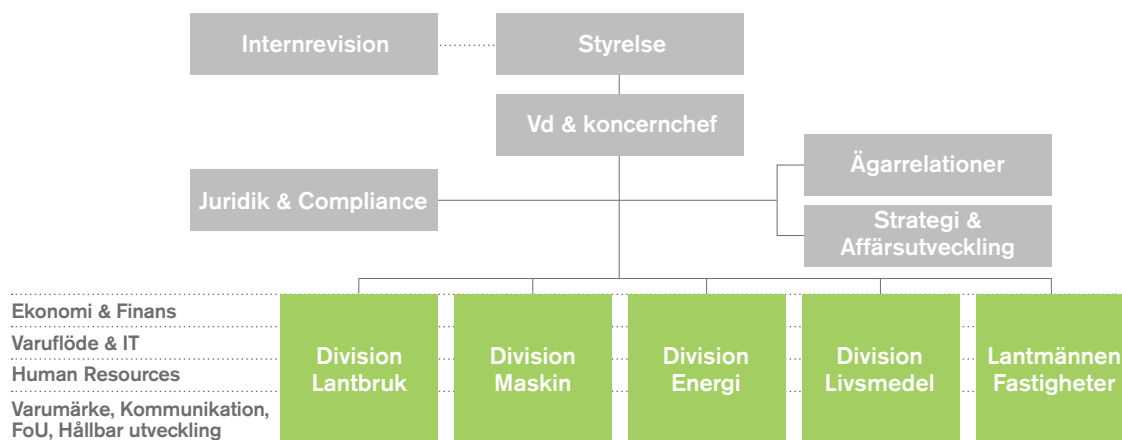 Internrevision
Styrelse
Vd & koncernchef
Ägarrelationer
Juridik & Compliance
Strategi &
Affärsutveckling
Ekonomi & Finans
Varuflöde & IT
Human Resources
Varumärke, Kommunikation,
FoU, Hållbar utveckling
Division
Lantbruk
Division
Maskin
Division
Energi
Division
Livsmedel
Lantmännen
Fastigheter